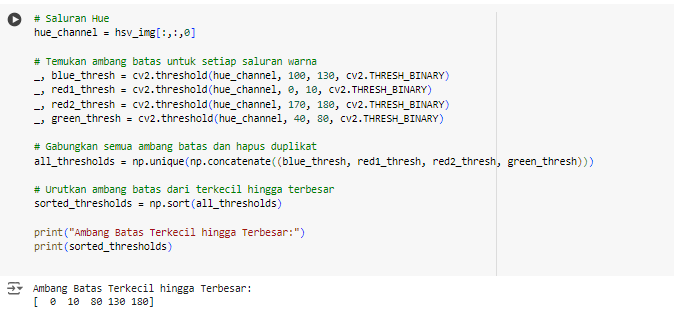 # Saluran Hue
hue_channel = hsv_img[:,:,0]
# Temukan ambang batas untuk setiap saluran warna
_, blue_thresh = cv2.threshold(hue_channel, 100, 130, cv2.THRESH_BINARY)
_, red1_thresh = cv2.threshold(hue_channel, 0, 10, cv2.THRESH_BINARY)
_, red2_thresh = cv2.threshold(hue_channel, 170, 180, cv2.THRESH_BINARY)
_, green_thresh = cv2.threshold(hue_channel, 40, 80, cv2.THRESH_BINARY)
# Gabungkan semua ambang batas dan hapus duplikat
all_thresholds = np.unique(np.concatenate((blue_thresh, red1_thresh, red2_thresh, green_thresh)))
# Urutkan ambang batas dari terkecil hingga terbesar
sorted_thresholds = np.sort(all_thresholds)
print("Ambang Batas Terkecil hingga Terbesar:")
print(sorted_thresholds)
Ambang Batas Terkecil hingga Terbesar:
[  0  10  80 130 180]